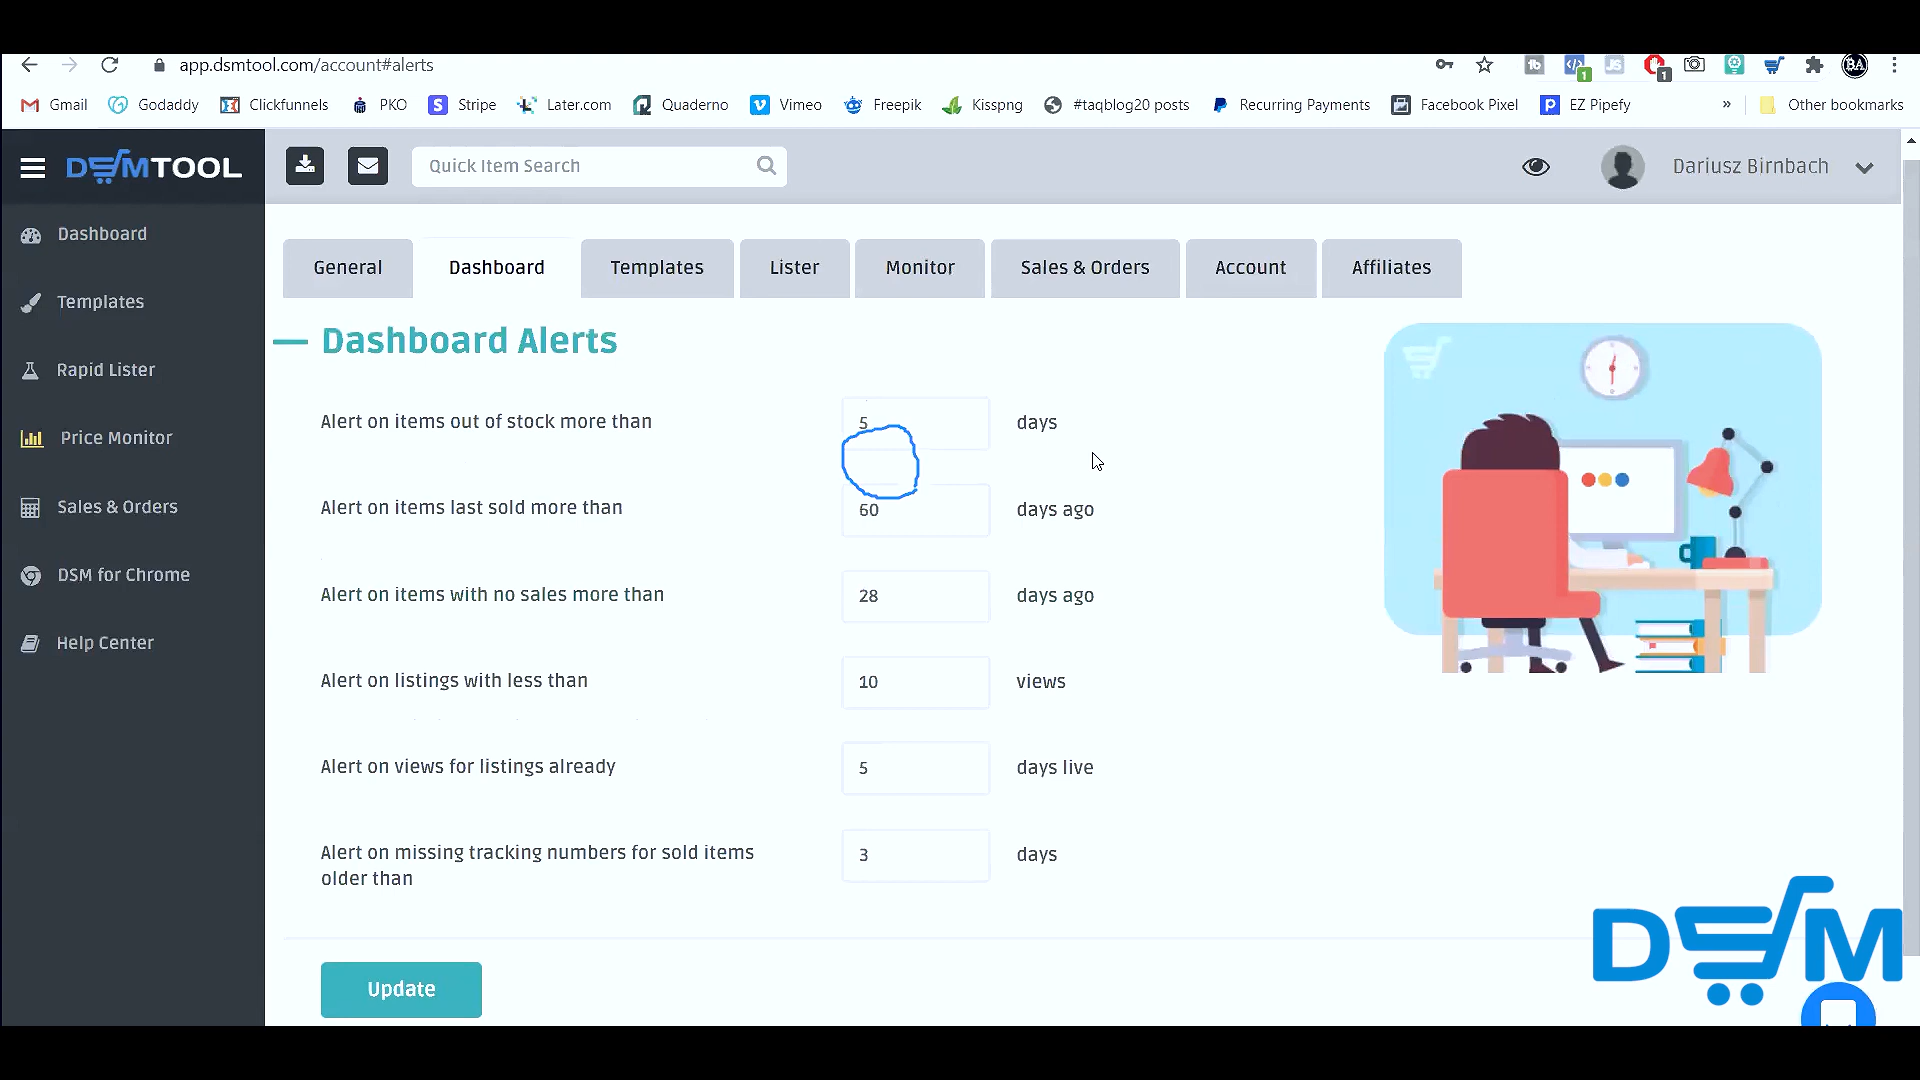 app.dsmtool.com/account#alerts
Gmail Godaddy Clickfunnels PKO Stripe Later.com Quaderno Vimeo Freepik Kisspng #taqblog20 posts Recurring Payments Facebook Pixel EZ Pipefy » Other bookmarks
DSMTOOL
Quick Item Search
Dariusz Birnbach
Dashboard
Templates
Rapid Lister
Price Monitor
Sales & Orders
DSM for Chrome
Help Center
General Dashboard Templates Lister Monitor Sales & Orders Account Affiliates
Dashboard Alerts
Alert on items out of stock more than 5 days
Alert on items last sold more than 60 days ago
Alert on items with no sales more than 28 days ago
Alert on listings with less than 10 views
Alert on views for listings already 5 days live
Alert on missing tracking numbers for sold items
older than 3 days
Update
DSM